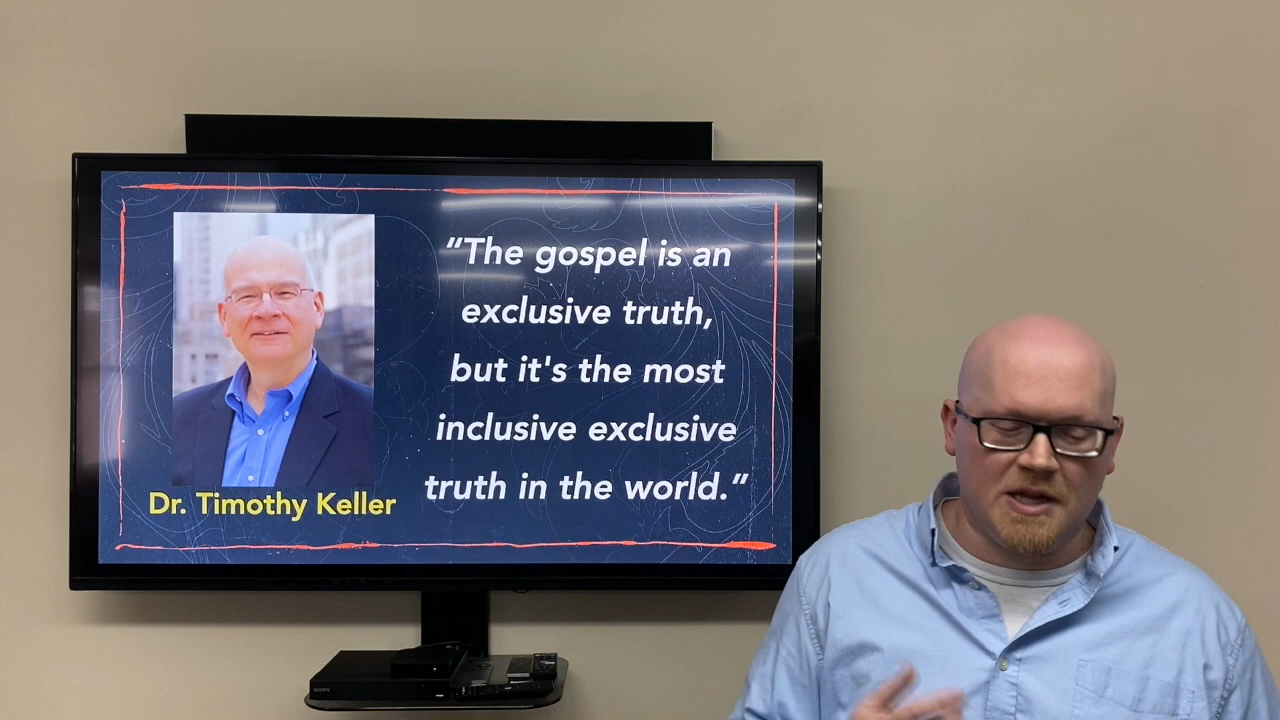 “The gospel is an
exclusive truth,
but it's the most
inclusive exclusive
truth in the world.”
Dr. Timothy Keller
SONY